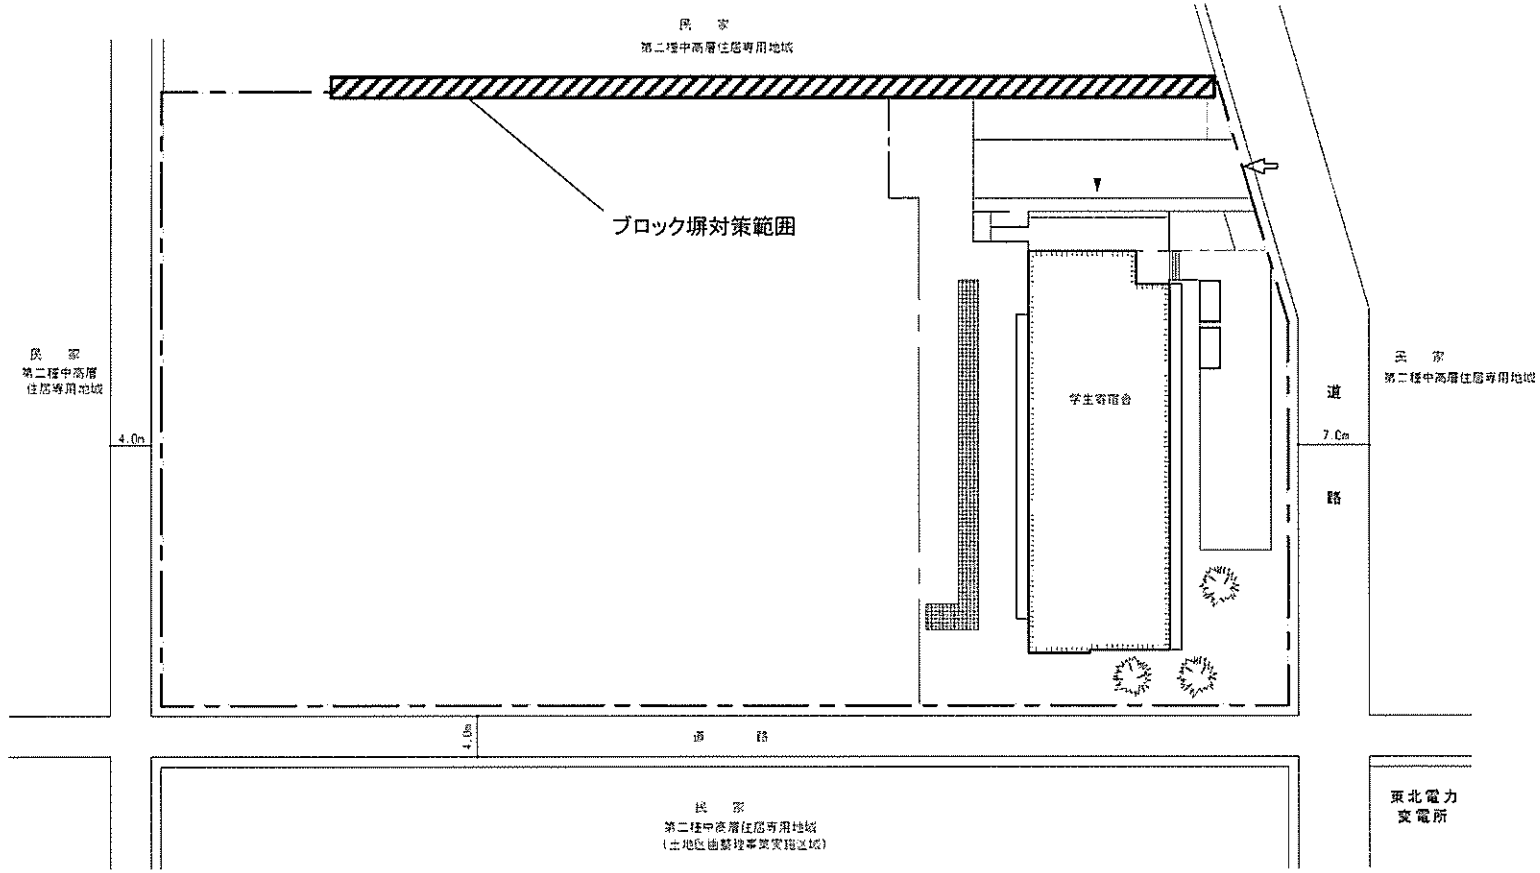 民 家
第二種中高層住居専用地域
ブロック塀対策範囲
民 家
第二種中高層
住居専用地域
4.0m
学生寄宿舎
道
7.0m
路
民 家
第二種中高層住居専用地域
4.0m
道 路
民 家
第二種中高層住居専用地域
(土地区画整理事業実施区域)
東北電力
変電所